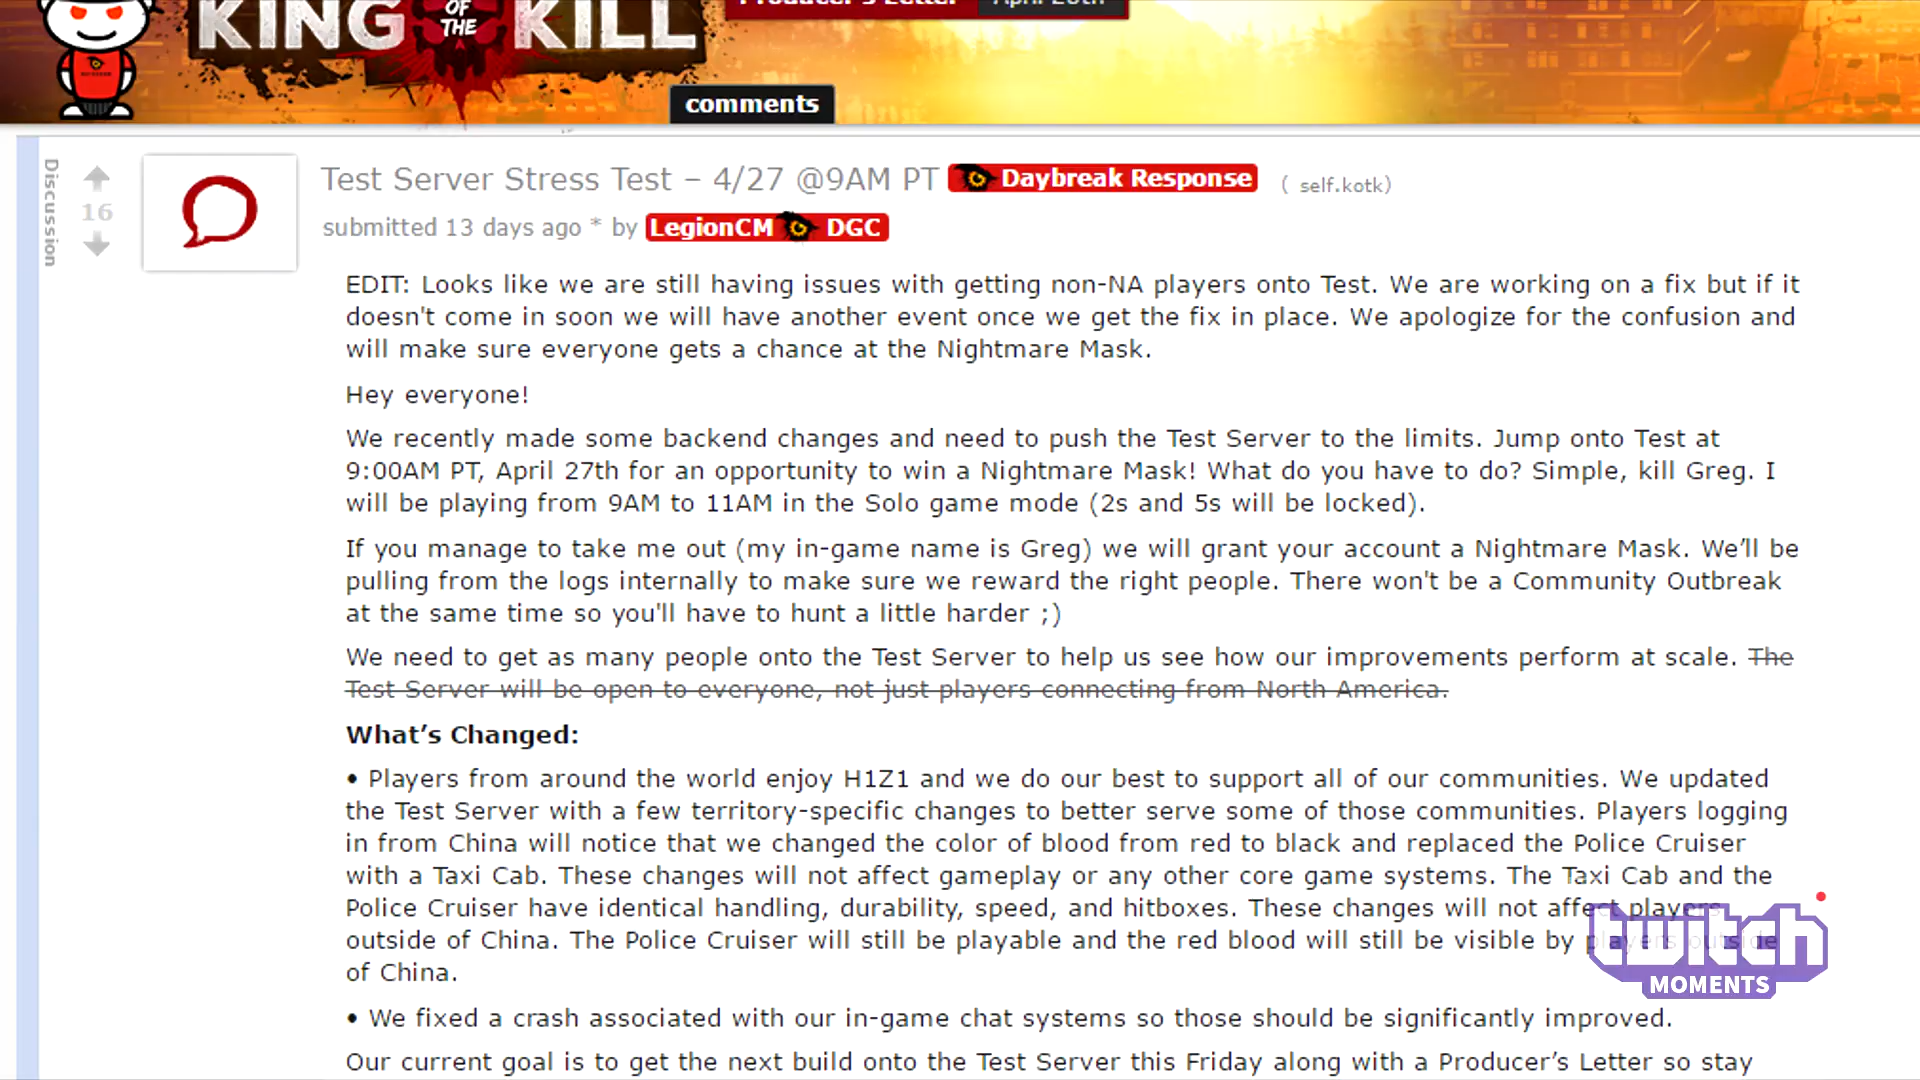 Producer's Letter April 20th
KING OF THE KILL
comments
Discussion
16
Test Server Stress Test – 4/27 @9AM PT Daybreak Response ( self.kotk)
submitted 13 days ago * by LegionCM DGC
EDIT: Looks like we are still having issues with getting non-NA players onto Test. We are working on a fix but if it
doesn't come in soon we will have another event once we get the fix in place. We apologize for the confusion and
will make sure everyone gets a chance at the Nightmare Mask.
Hey everyone!
We recently made some backend changes and need to push the Test Server to the limits. Jump onto Test at
9:00AM PT, April 27th for an opportunity to win a Nightmare Mask! What do you have to do? Simple, kill Greg. I
will be playing from 9AM to 11AM in the Solo game mode (2s and 5s will be locked).
If you manage to take me out (my in-game name is Greg) we will grant your account a Nightmare Mask. We’ll be
pulling from the logs internally to make sure we reward the right people. There won't be a Community Outbreak
at the same time so you'll have to hunt a little harder ;)
We need to get as many people onto the Test Server to help us see how our improvements perform at scale. The
Test Server will be open to everyone, not just players connecting from North America.
What’s Changed:
• Players from around the world enjoy H1Z1 and we do our best to support all of our communities. We updated
the Test Server with a few territory-specific changes to better serve some of those communities. Players logging
in from China will notice that we changed the color of blood from red to black and replaced the Police Cruiser
with a Taxi Cab. These changes will not affect gameplay or any other core game systems. The Taxi Cab and the
Police Cruiser have identical handling, durability, speed, and hitboxes. These changes will not affect players
outside of China. The Police Cruiser will still be playable and the red blood will still be visible by players outside
of China.
• We fixed a crash associated with our in-game chat systems so those should be significantly improved.
Our current goal is to get the next build onto the Test Server this Friday along with a Producer’s Letter so stay
twitch
MOMENTS